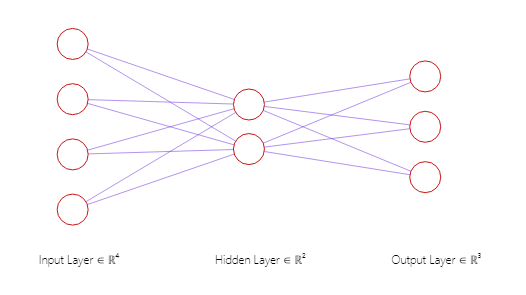 Input Layer ∈ ℝ⁴
Hidden Layer ∈ ℝ²
Output Layer ∈ ℝ³